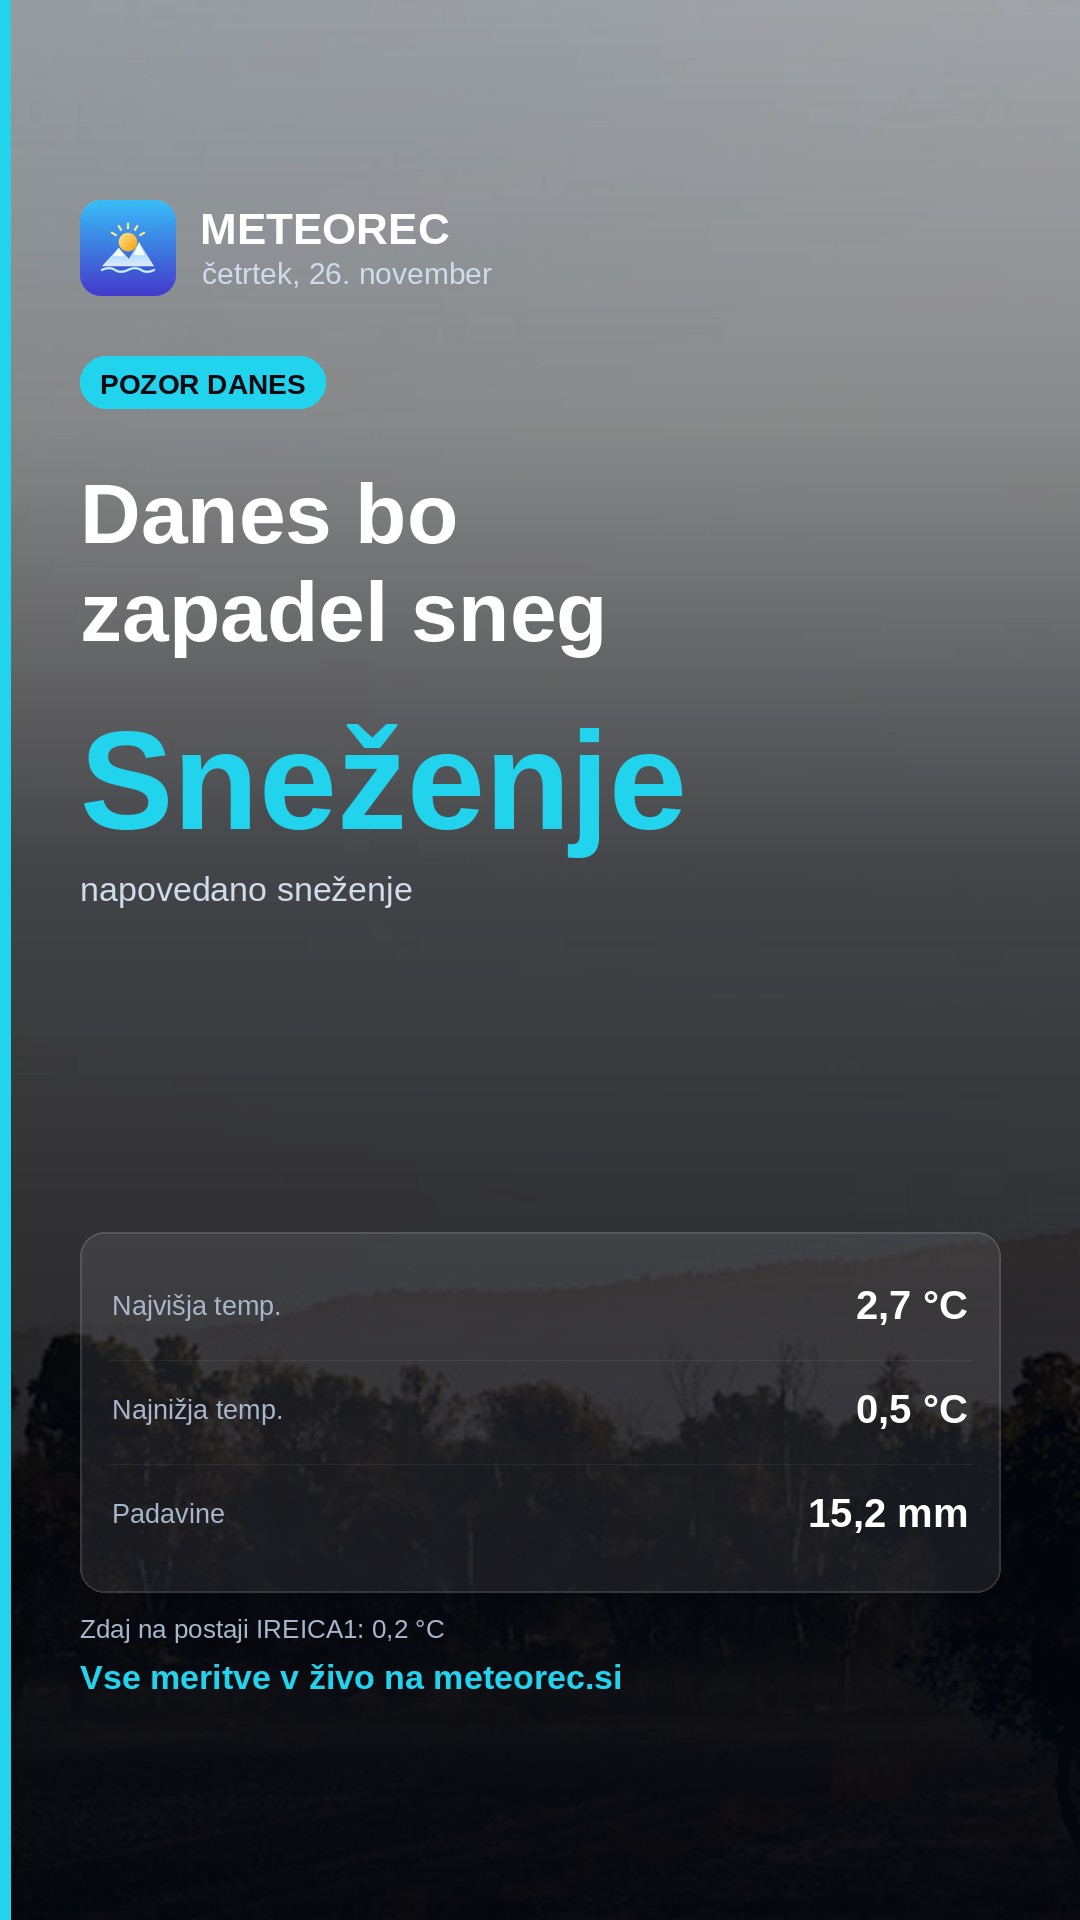 METEOREC
četrtek, 26. november
POZOR DANES
Danes bo
zapadel sneg
Sneženje
napovedano sneženje
Najvišja temp. 2,7 °C
Najnižja temp. 0,5 °C
Padavine 15,2 mm
Zdaj na postaji IREICA1: 0,2 °C
Vse meritve v živo na meteorec.si